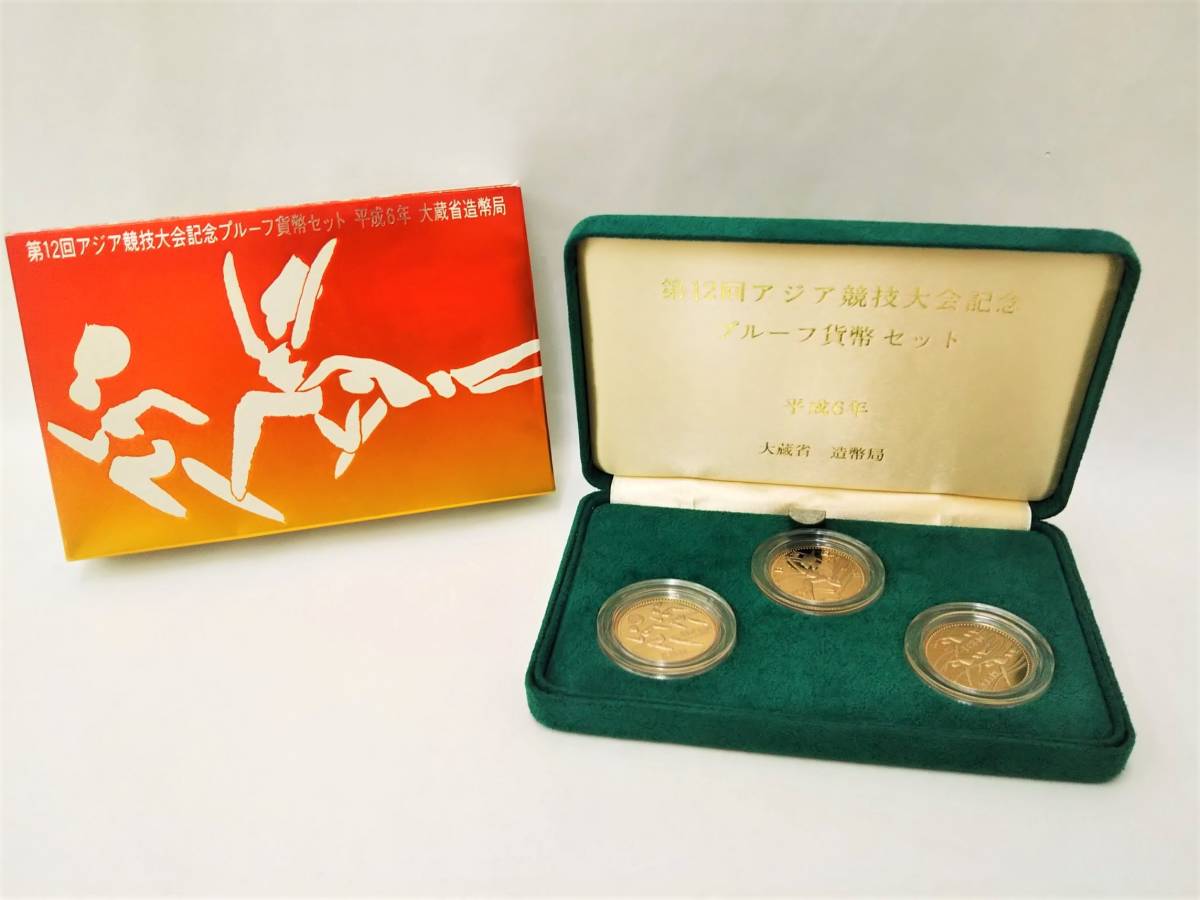 第12回アジア競技大会記念プルーフ貨幣セット 平成6年 大蔵省造幣局
第12回アジア競技大会記念
プルーフ貨幣セット
平成6年
大蔵省 造幣局